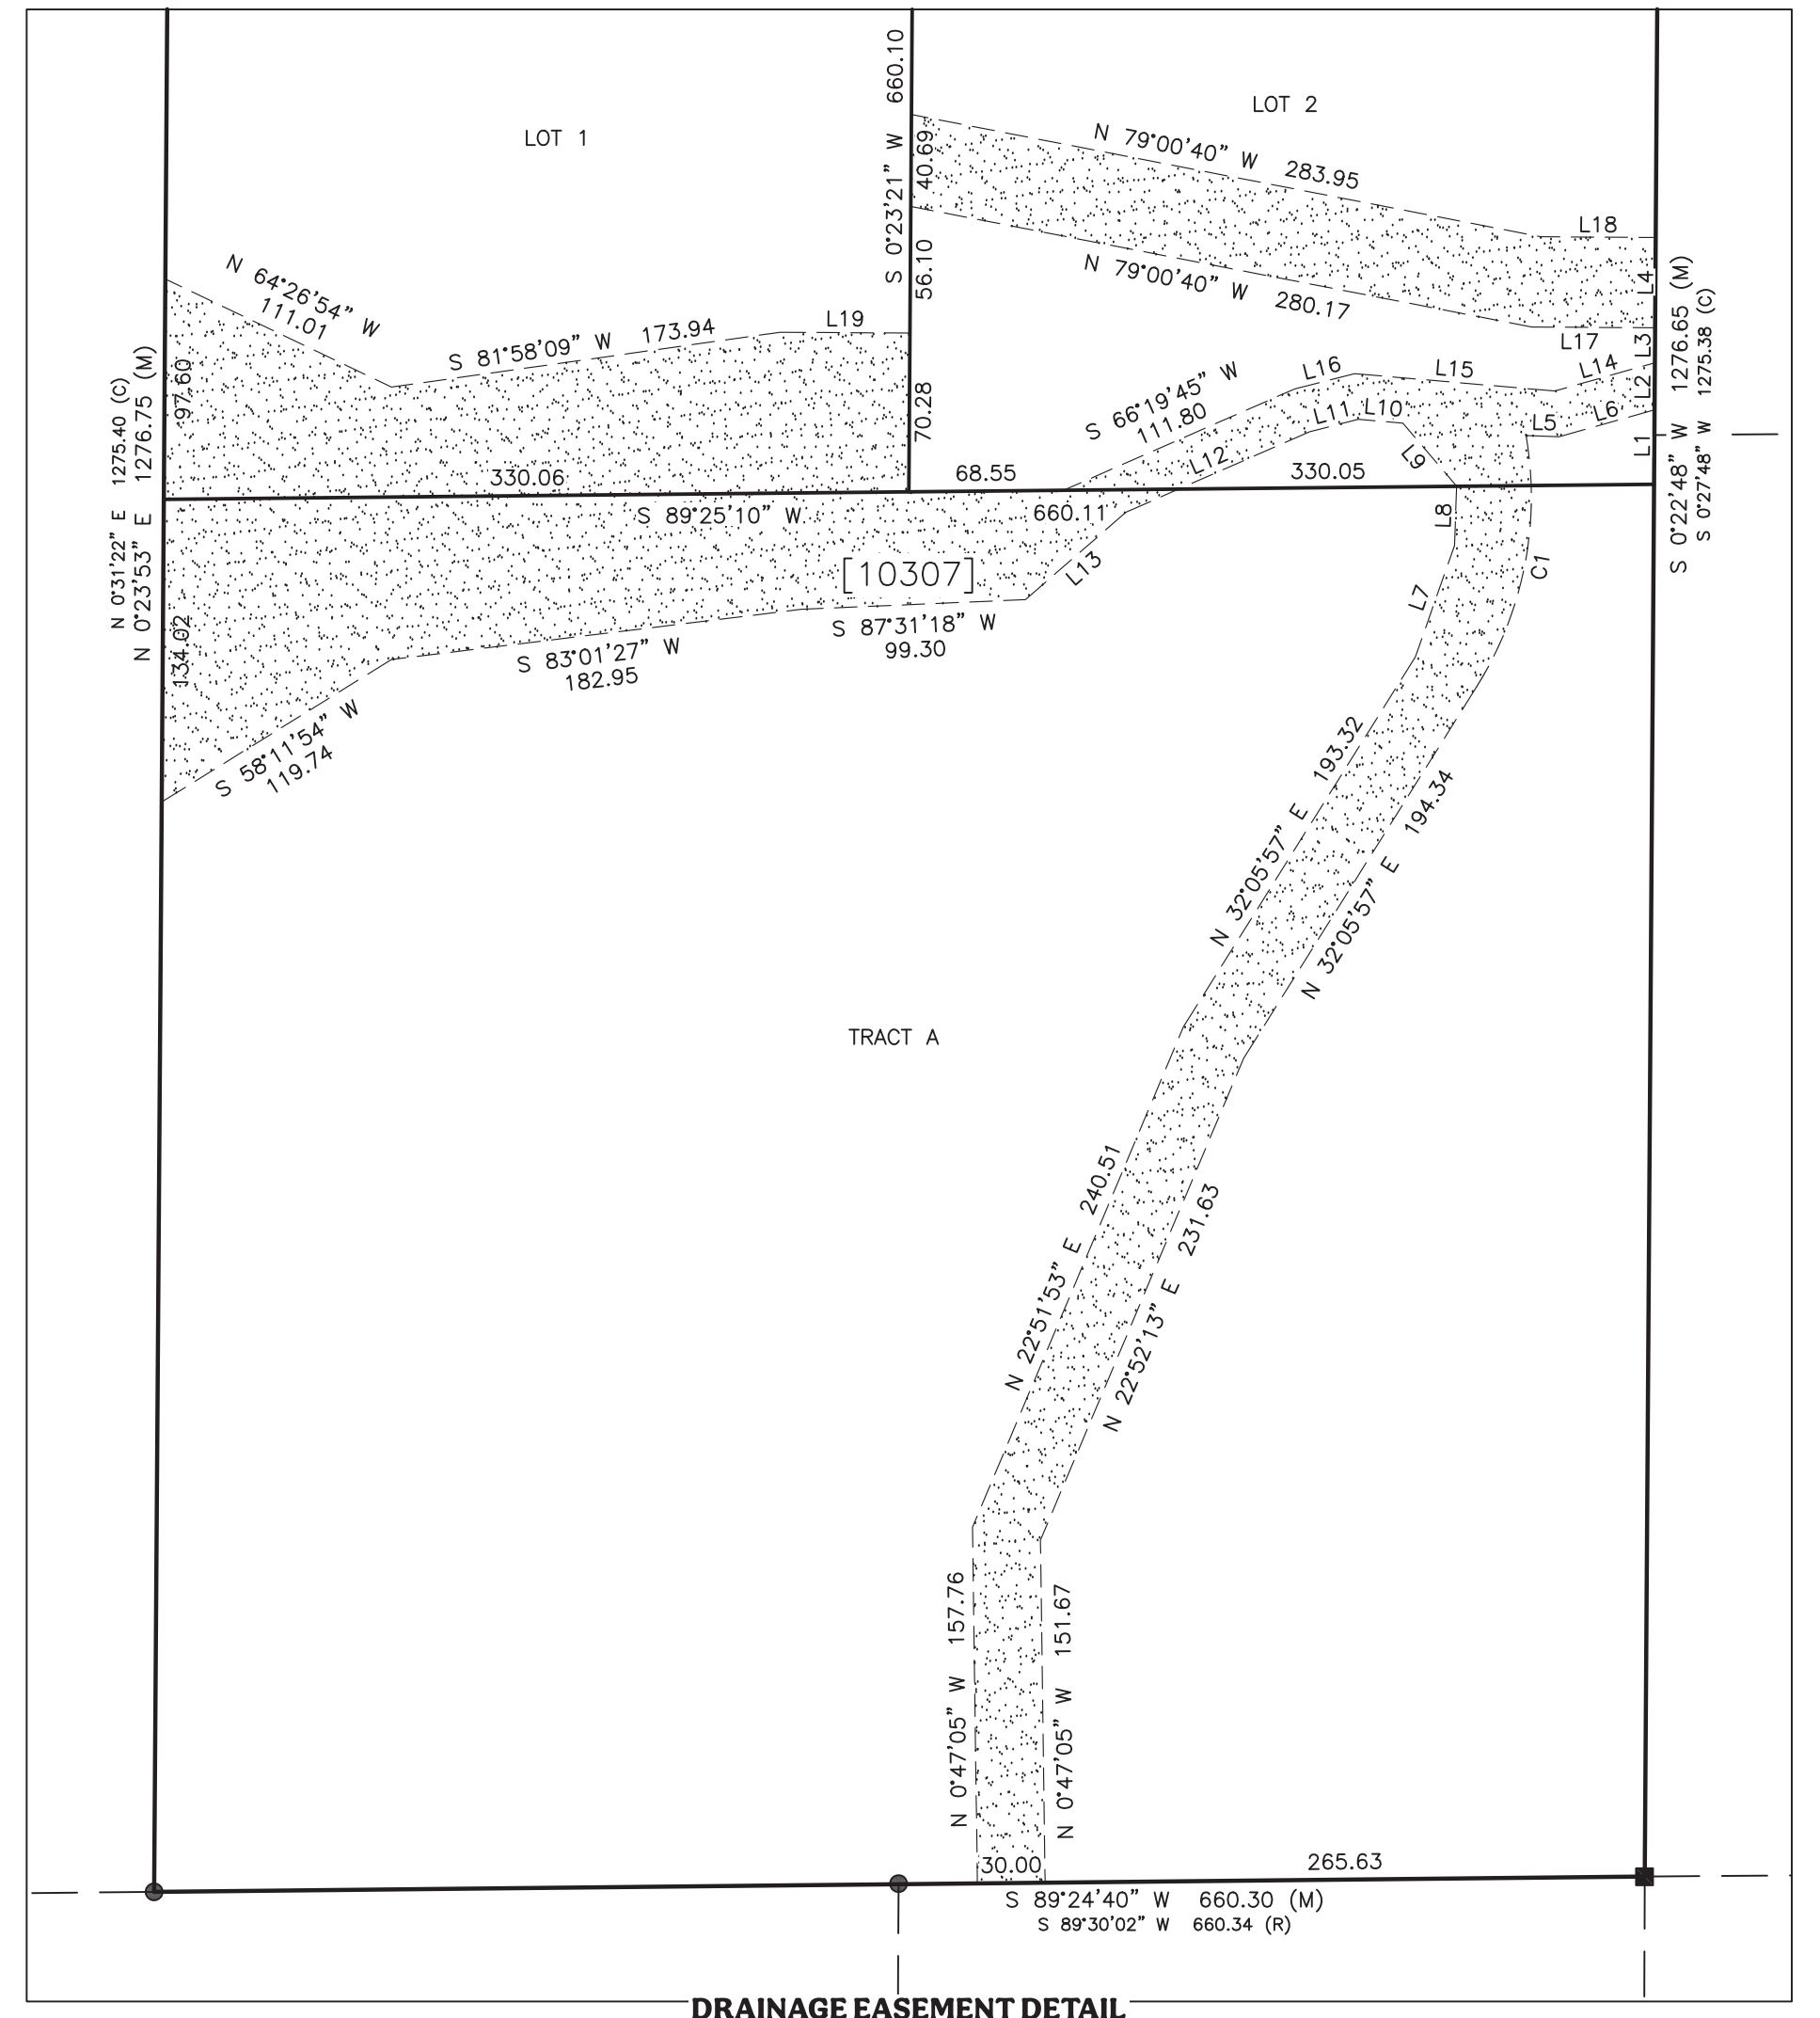 LOT 1
LOT 2
S 0°23'21" W 660.10
40.69
56.10
70.28
N 79°00'40" W 283.95
L18
N 79°00'40" W 280.17
L4
L17
L3
L14
L2
L1
L15
L16
L5
L6
L10
L11
L9
L12
S 66°19'45" W
111.80
N 64°26'54" W
111.01
S 81°58'09" W 173.94
L19
97.60
N 0°31'22" E 1275.40 (C)
N 0°23'53" E 1276.75 (M)
S 0°22'48" W 1276.65 (M)
S 0°27'48" W 1275.38 (C)
330.06
68.55
330.05
S 89°25'10" W
660.11
[10307]
L13
L8
C1
L7
134.02
S 87°31'18" W
99.30
S 83°01'27" W
182.95
S 58°11'54" W
119.74
N 32°05'57" E 193.32
N 32°05'57" E 194.34
TRACT A
N 22°51'53" E 240.51
N 22°52'13" E 231.63
N 0°47'05" W 157.76
N 0°47'05" W 151.67
30.00
265.63
S 89°24'40" W 660.30 (M)
S 89°30'02" W 660.34 (R)
DRAINAGE EASEMENT DETAIL